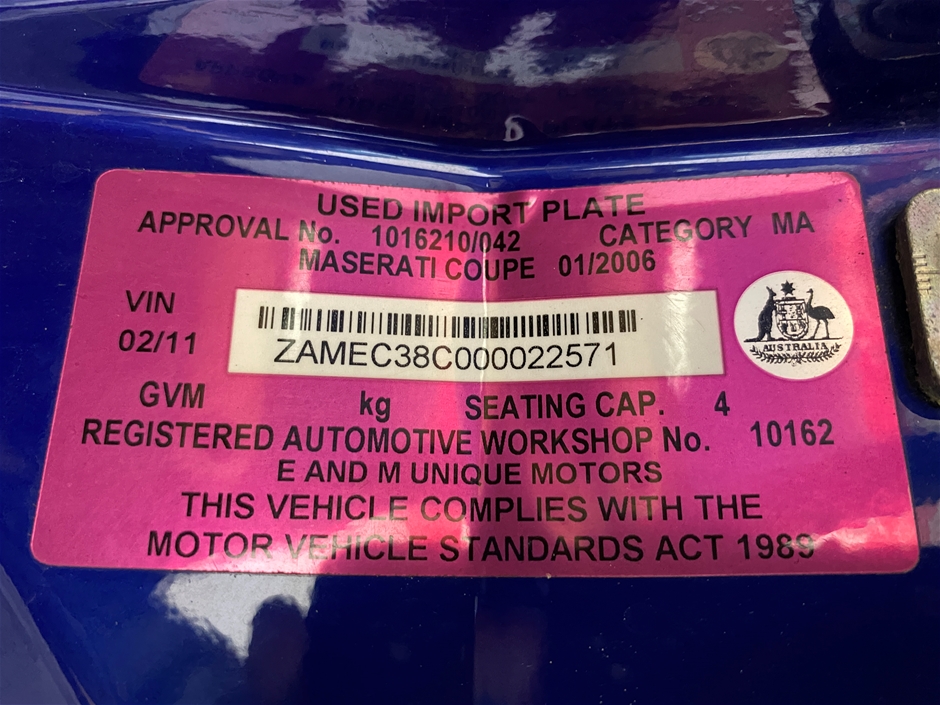 USED IMPORT PLATE
APPROVAL No. 1016210/042 CATEGORY MA
MASERATI COUPE 01/2006
VIN
02/11
ZAMEC38C000022571
AUSTRALIA
GVM kg SEATING CAP. 4
REGISTERED AUTOMOTIVE WORKSHOP No. 10162
E AND M UNIQUE MOTORS
THIS VEHICLE COMPLIES WITH THE
MOTOR VEHICLE STANDARDS ACT 1989